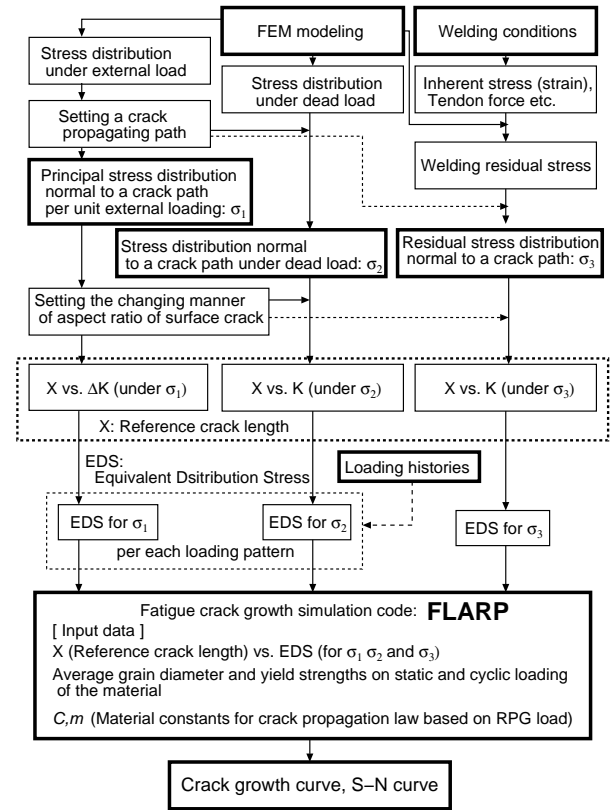 FEM modeling
Welding conditions
Stress distribution
under external load
Stress distribution
under dead load
Inherent stress (strain),
Tendon force etc.
Setting a crack
propagating path
Welding residual stress
Principal stress distribution
normal to a crack path
per unit external loading: σ1
Stress distribution normal
to a crack path under dead load: σ2
Residual stress distribution
normal to a crack path: σ3
Setting the changing manner
of aspect ratio of surface crack
X vs. ΔK (under σ1)
X vs. K (under σ2)
X vs. K (under σ3)
X: Reference crack length
EDS:
Equivalent Dsitribution Stress
Loading histories
EDS for σ1
EDS for σ2
EDS for σ3
per each loading pattern
Fatigue crack growth simulation code: FLARP
[ Input data ]
X (Reference crack length) vs. EDS (for σ1 σ2 and σ3)
Average grain diameter and yield strengths on static and cyclic loading
of the material
C,m (Material constants for crack propagation law based on RPG load)
Crack growth curve, S−N curve